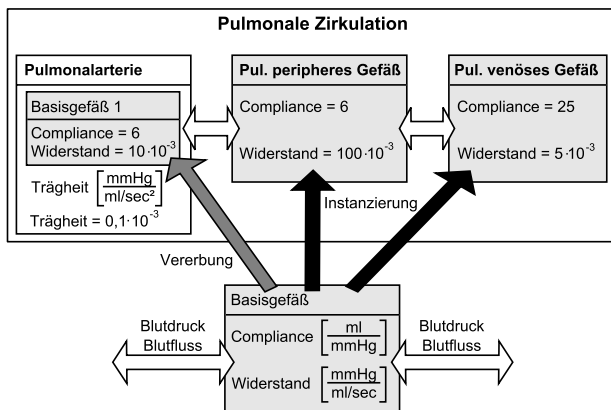 Pulmonale Zirkulation
Pulmonalarterie
Basisgefäß 1
Compliance = 6
Widerstand = 10·10⁻³
Trägheit [mmHg / ml/sec²]
Trägheit = 0,1·10⁻³
Pul. peripheres Gefäß
Compliance = 6
Widerstand = 100·10⁻³
Pul. venöses Gefäß
Compliance = 25
Widerstand = 5·10⁻³
Vererbung
Instanzierung
Basisgefäß
Compliance [ml / mmHg]
Widerstand [mmHg / ml/sec]
Blutdruck
Blutfluss
Blutdruck
Blutfluss